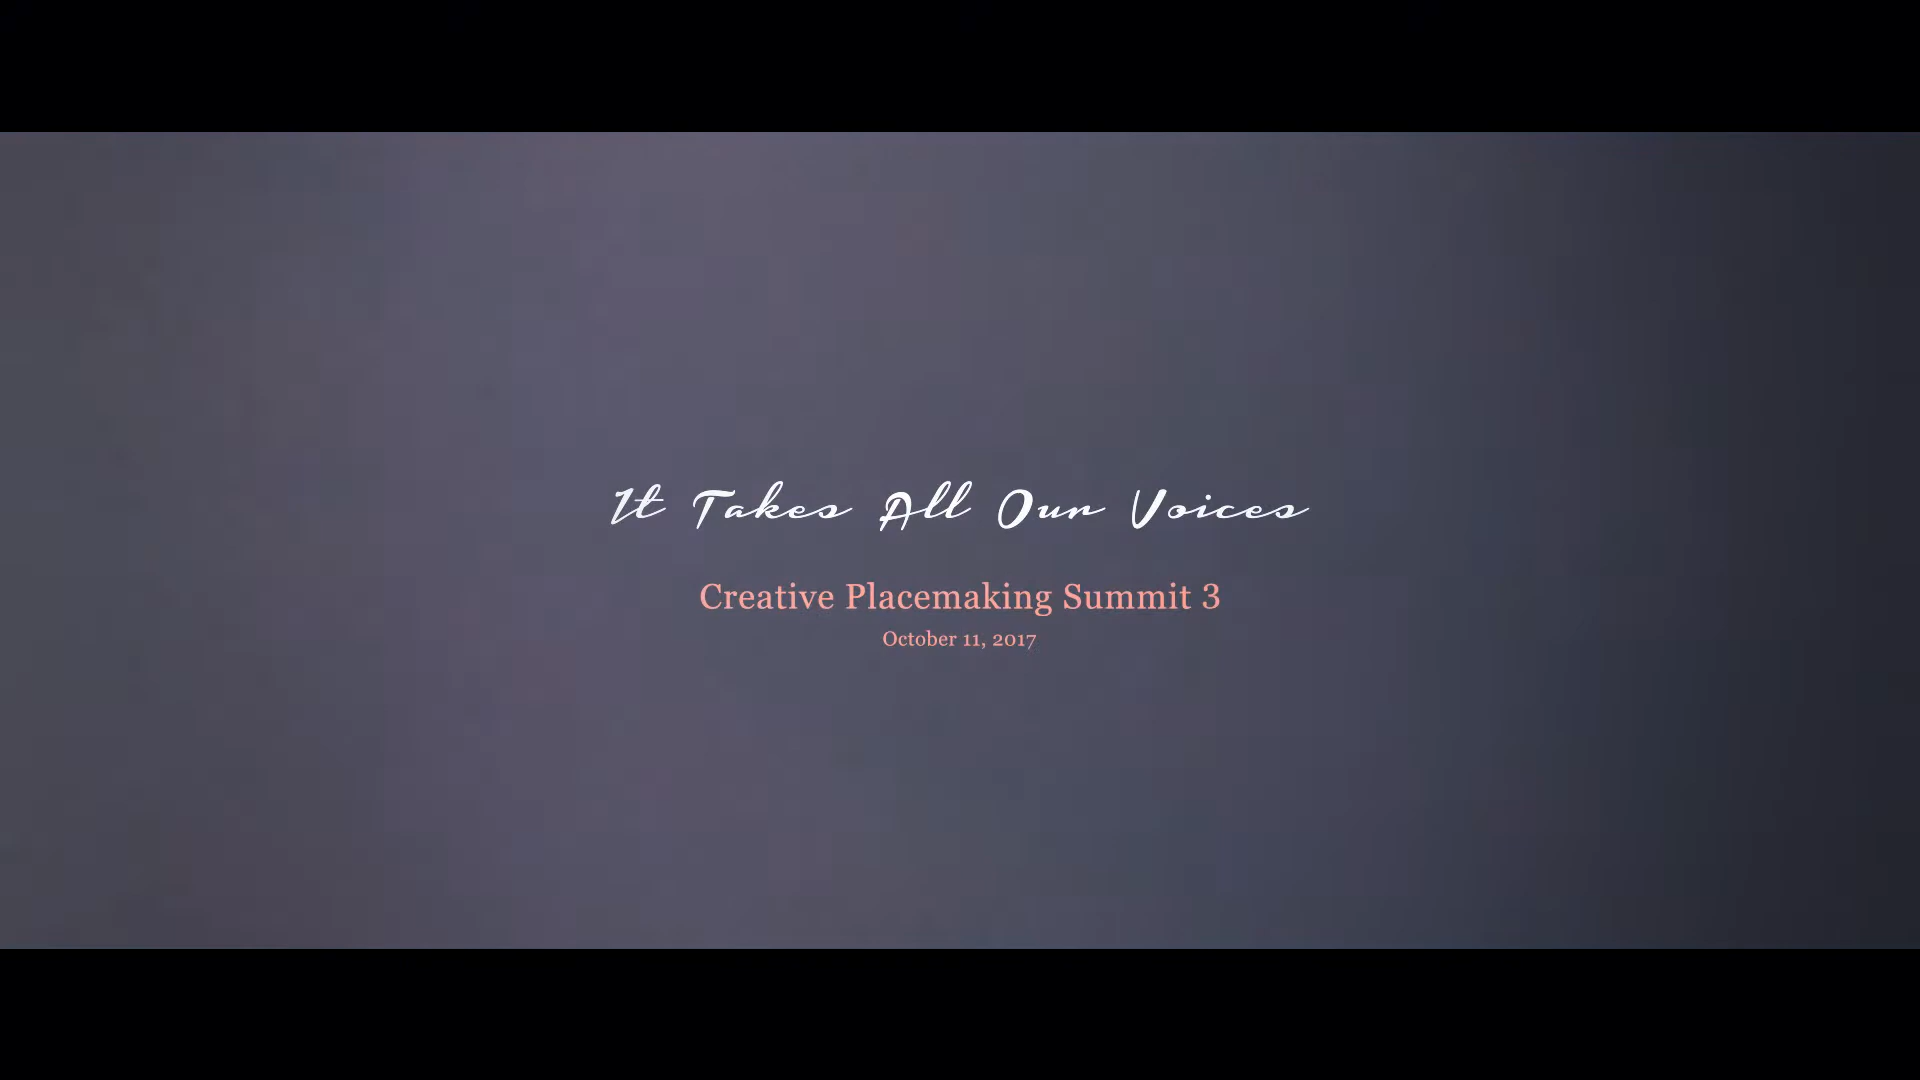 It Takes All Our Voices
Creative Placemaking Summit 3
October 11, 2017